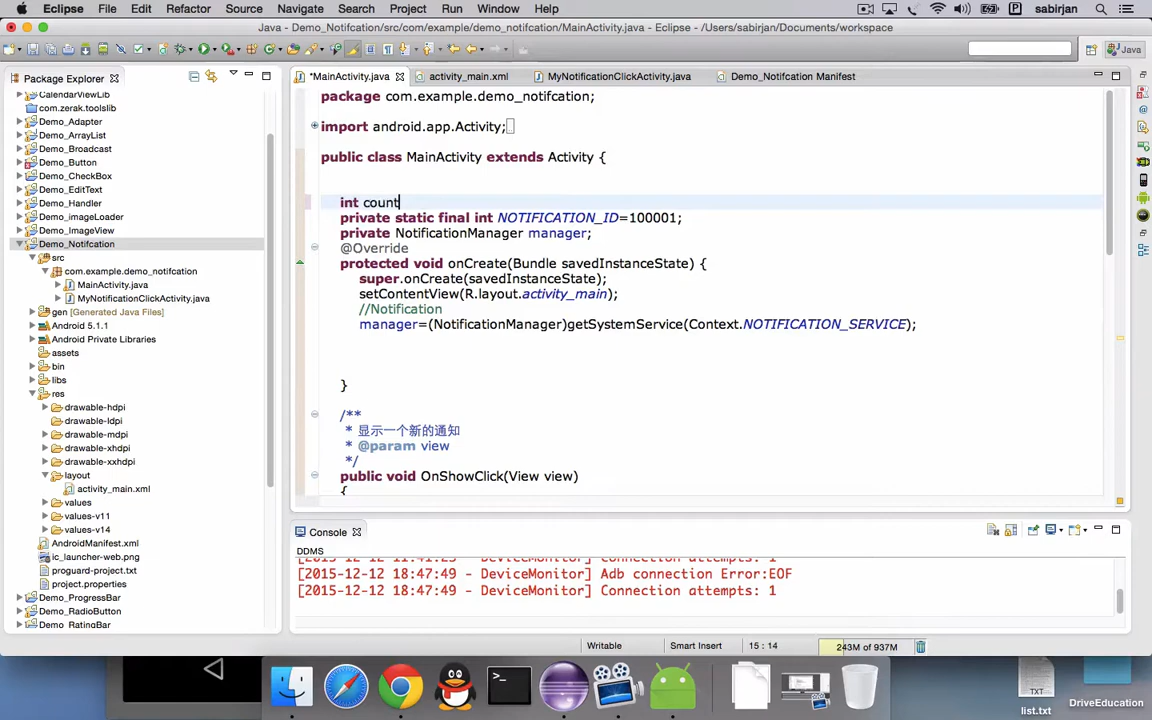 Eclipse File Edit Refactor Source Navigate Search Project Run Window Help sabirjan
Java - Demo_Notifcation/src/com/example/demo_notifcation/MainActivity.java - Eclipse - /Users/sabirjan/Documents/workspace
Java
Package Explorer
CalendarViewLib
com.zerak.toolslib
Demo_Adapter
Demo_ArrayList
Demo_Broadcast
Demo_Button
Demo_CheckBox
Demo_EditText
Demo_Handler
Demo_imageLoader
Demo_ImageView
Demo_Notifcation
src
com.example.demo_notifcation
MainActivity.java
MyNotificationClickActivity.java
gen [Generated Java Files]
Android 5.1.1
Android Private Libraries
assets
bin
libs
res
drawable-hdpi
drawable-ldpi
drawable-mdpi
drawable-xhdpi
drawable-xxhdpi
layout
activity_main.xml
values
values-v11
values-v14
AndroidManifest.xml
ic_launcher-web.png
proguard-project.txt
project.properties
Demo_ProgressBar
Demo_RadioButton
Demo_RatingBar
*MainActivity.java activity_main.xml MyNotificationClickActivity.java Demo_Notifcation Manifest
package com.example.demo_notifcation;
import android.app.Activity;
public class MainActivity extends Activity {
int count
private static final int NOTIFICATION_ID=100001;
private NotificationManager manager;
@Override
protected void onCreate(Bundle savedInstanceState) {
super.onCreate(savedInstanceState);
setContentView(R.layout.activity_main);
//Notification
manager=(NotificationManager)getSystemService(Context.NOTIFICATION_SERVICE);
}
/**
* 显示一个新的通知
* @param view
*/
public void OnShowClick(View view)
{
Console
DDMS
[2015-12-12 18:47:49 - DeviceMonitor] Adb connection Error:EOF
[2015-12-12 18:47:49 - DeviceMonitor] Connection attempts: 1
Writable Smart Insert 15 : 14 243M of 937M
TXT
list.txt
DriveEducation